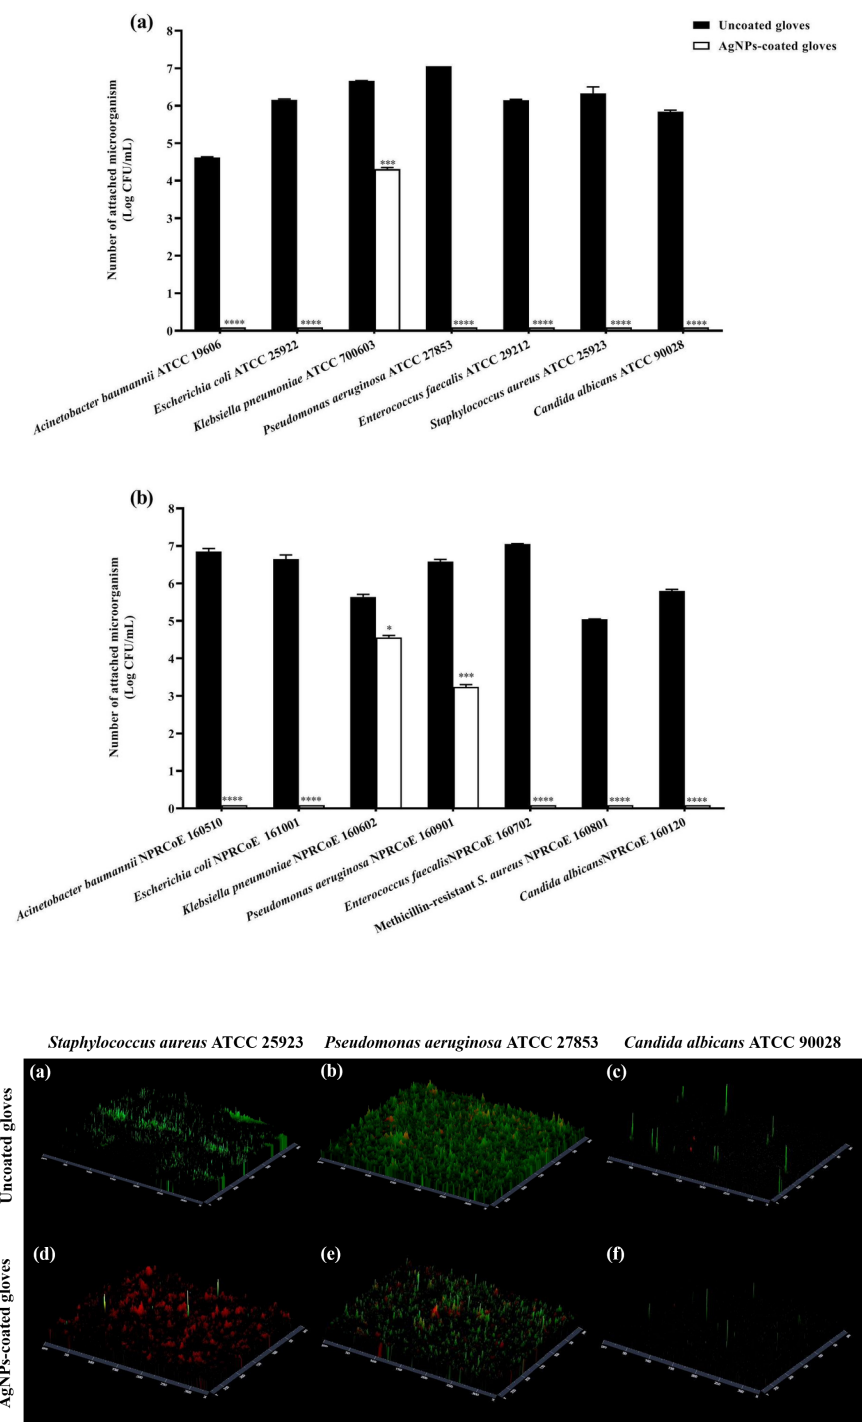 (a)
Uncoated gloves
AgNPs-coated gloves
Number of attached microorganism
(Log CFU/mL)
8
7
6
5
4
3
2
1
0
****
****
***
****
****
****
****
Acinetobacter baumannii ATCC 19606
Escherichia coli ATCC 25922
Klebsiella pneumoniae ATCC 700603
Pseudomonas aeruginosa ATCC 27853
Enterococcus faecalis ATCC 29212
Staphylococcus aureus ATCC 25923
Candida albicans ATCC 90028
(b)
Number of attached microorganism
(Log CFU/mL)
8
7
6
5
4
3
2
1
0
****
****
*
***
****
****
****
Acinetobacter baumannii NPRCoE 160510
Escherichia coli NPRCoE 161001
Klebsiella pneumoniae NPRCoE 160602
Pseudomonas aeruginosa NPRCoE 160901
Enterococcus faecalisNPRCoE 160702
Methicillin-resistant S. aureus NPRCoE 160801
Candida albicansNPRCoE 160120
Staphylococcus aureus ATCC 25923
Pseudomonas aeruginosa ATCC 27853
Candida albicans ATCC 90028
Uncoated gloves
(a)
(b)
(c)
AgNPs-coated gloves
(d)
(e)
(f)